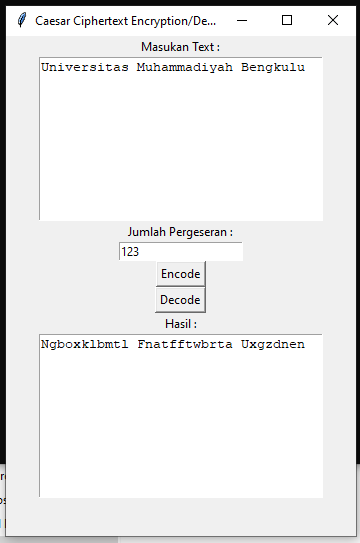 Caesar Ciphertext Encryption/De...
Masukan Text :
Universitas Muhammadiyah Bengkulu
Jumlah Pergeseran :
123
Encode
Decode
Hasil :
Ngboxklbmtl Fnatfftwbrta Uxgzdnen